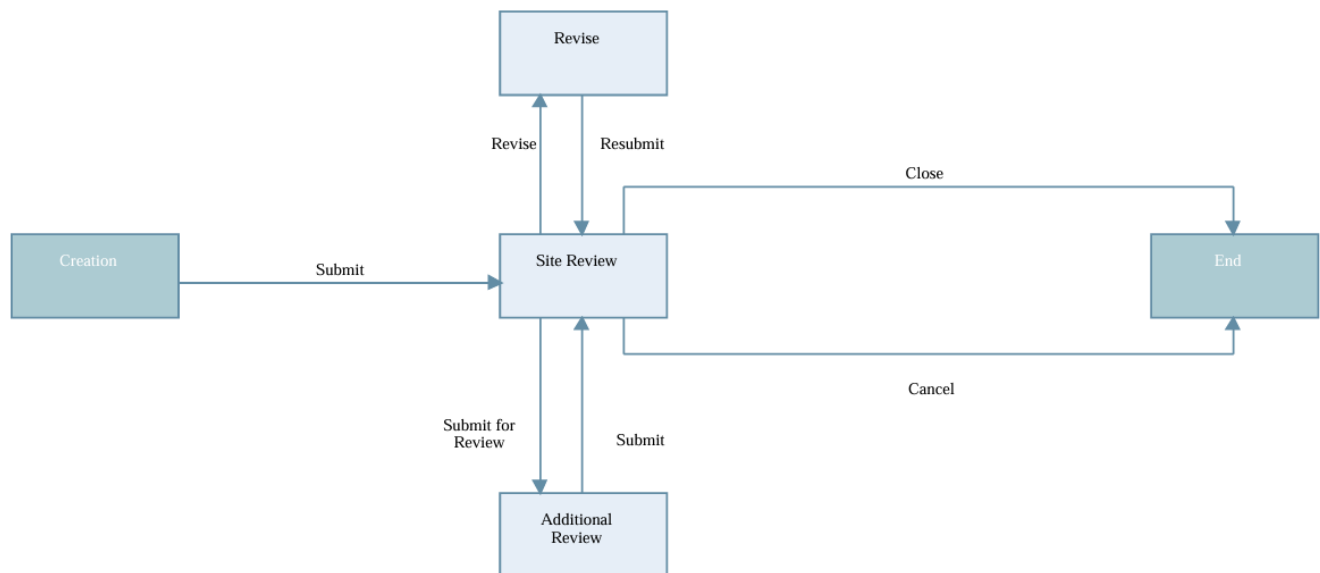 Revise
Revise
Resubmit
Close
Creation
Submit
Site Review
End
Cancel
Submit for
Review
Submit
Additional
Review